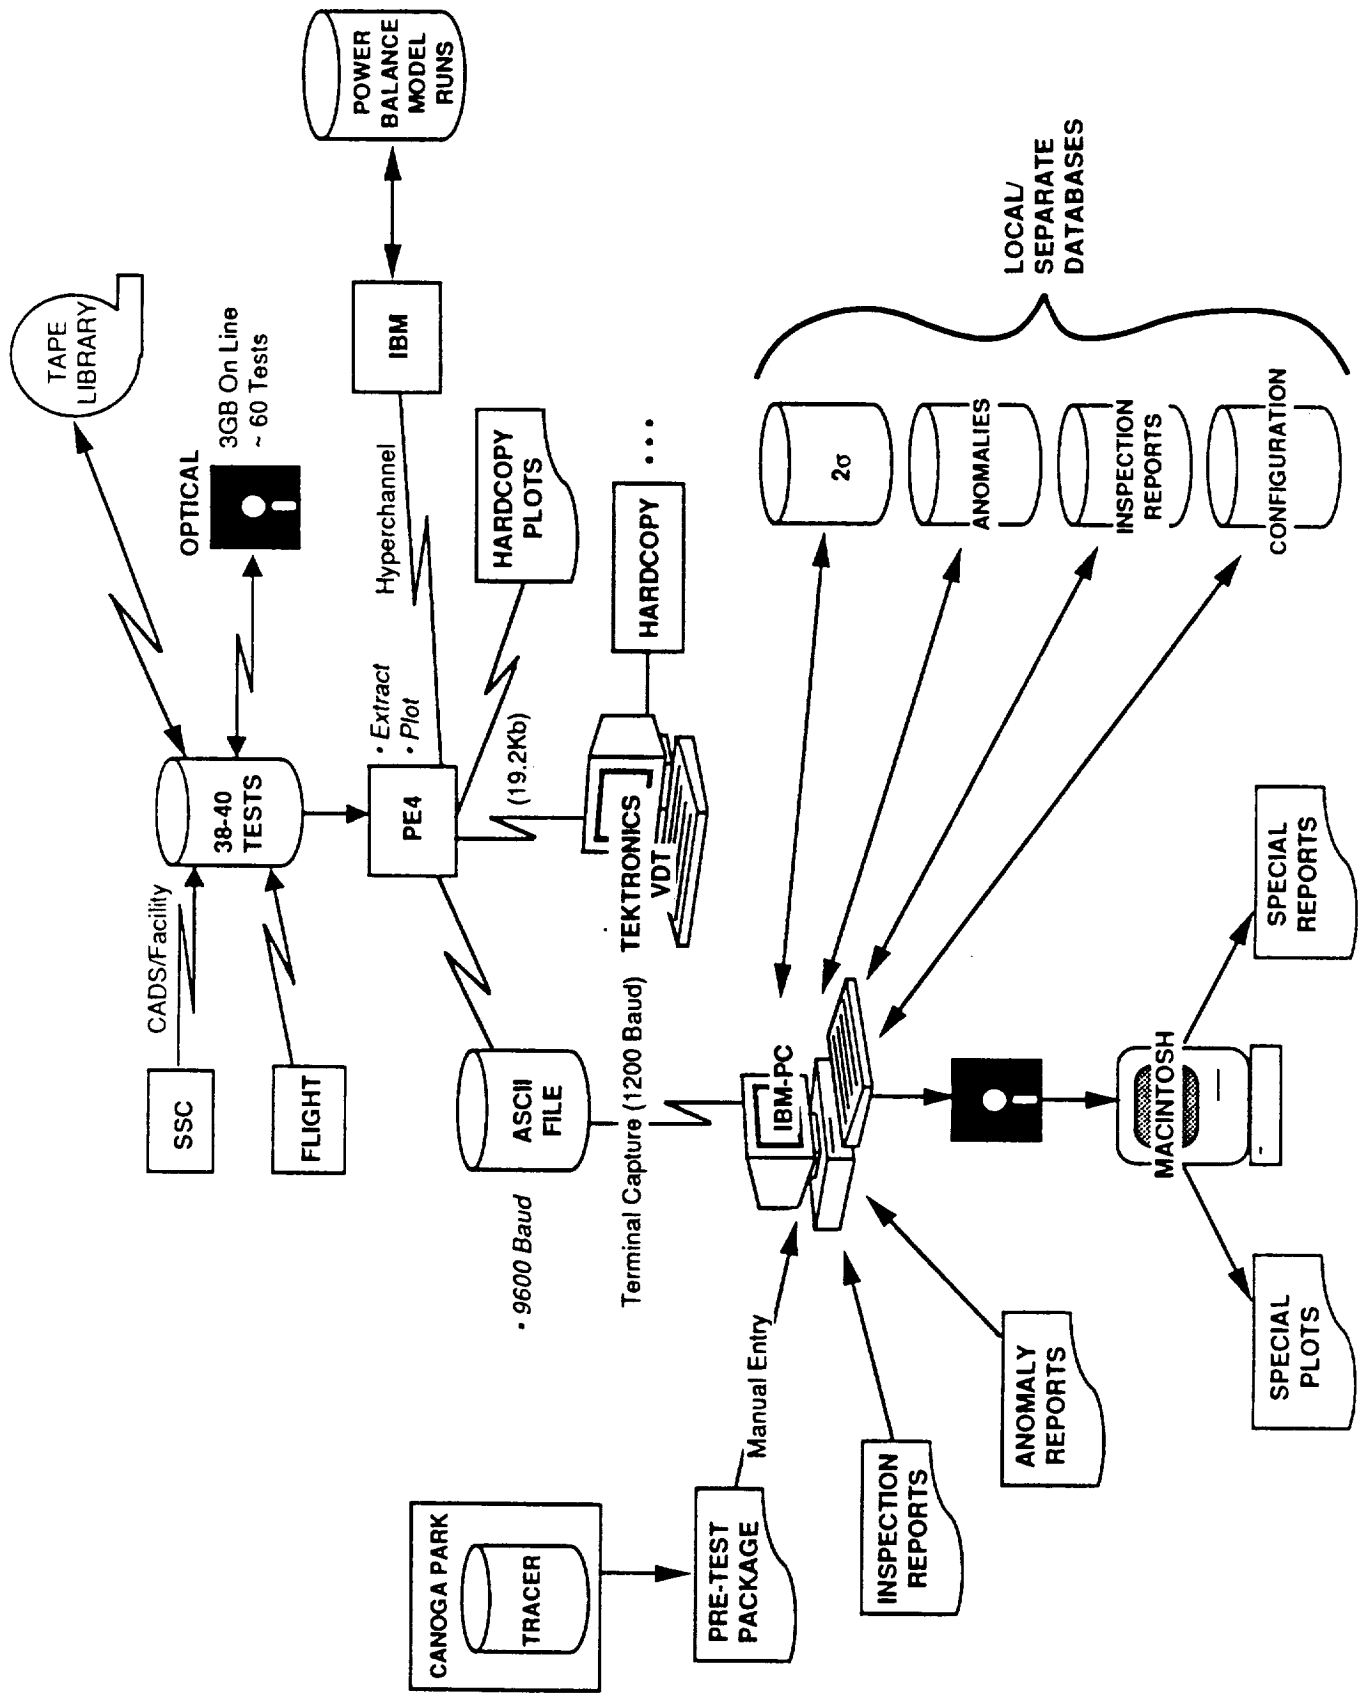 TAPE
LIBRARY
OPTICAL
3GB On Line
~ 60 Tests
POWER
BALANCE
MODEL
RUNS
IBM
Hyperchannel
CADS/Facility
SSC
FLIGHT
38-40
TESTS
• Extract
• Plot
PE4
HARDCOPY
PLOTS
(19.2Kb)
HARDCOPY
...
TEKTRONICS
VDT
ASCII
FILE
• 9600 Baud
Terminal Capture (1200 Baud)
CANOGA PARK
TRACER
PRE-TEST
PACKAGE
Manual Entry
INSPECTION
REPORTS
ANOMALY
REPORTS
IBM-PC
2σ
ANOMALIES
INSPECTION
REPORTS
CONFIGURATION
LOCAL/
SEPARATE
DATABASES
MACINTOSH
SPECIAL
PLOTS
SPECIAL
REPORTS